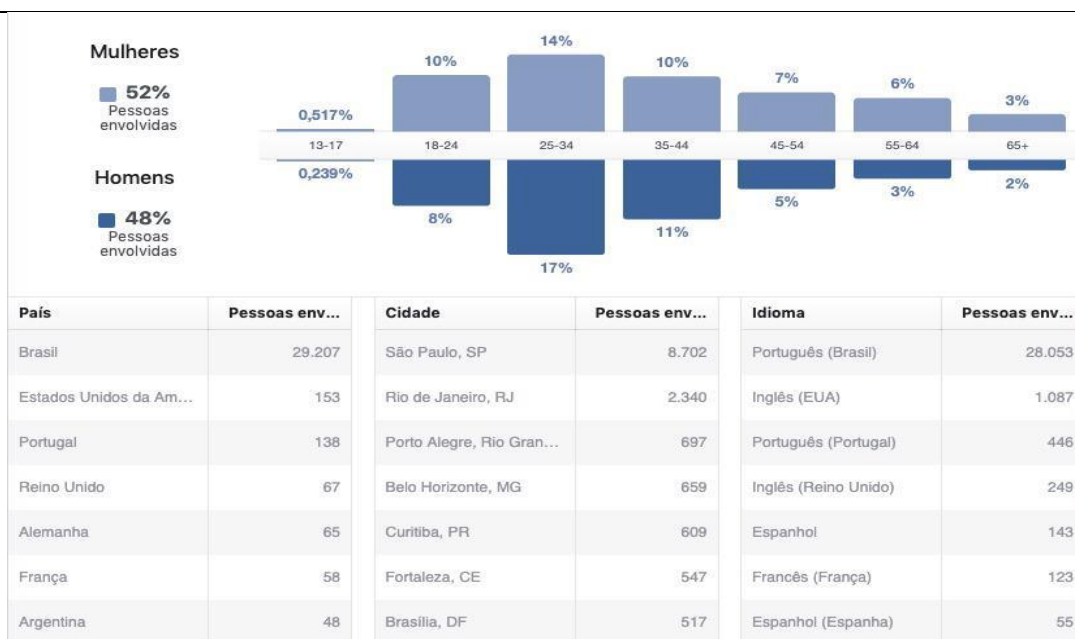 Mulheres
52%
Pessoas
envolvidas
Homens
48%
Pessoas
envolvidas
0,517% 10% 14% 10% 7% 6% 3%
13-17 18-24 25-34 35-44 45-54 55-64 65+
0,239% 8% 17% 11% 5% 3% 2%
País Pessoas env... Cidade Pessoas env... Idioma Pessoas env...
Brasil 29.207 São Paulo, SP 8.702 Português (Brasil) 28.053
Estados Unidos da Am... 153 Rio de Janeiro, RJ 2.340 Inglês (EUA) 1.087
Portugal 138 Porto Alegre, Rio Gran... 697 Português (Portugal) 446
Reino Unido 67 Belo Horizonte, MG 659 Inglês (Reino Unido) 249
Alemanha 65 Curitiba, PR 609 Espanhol 143
França 58 Fortaleza, CE 547 Francês (França) 123
Argentina 48 Brasília, DF 517 Espanhol (Espanha) 55